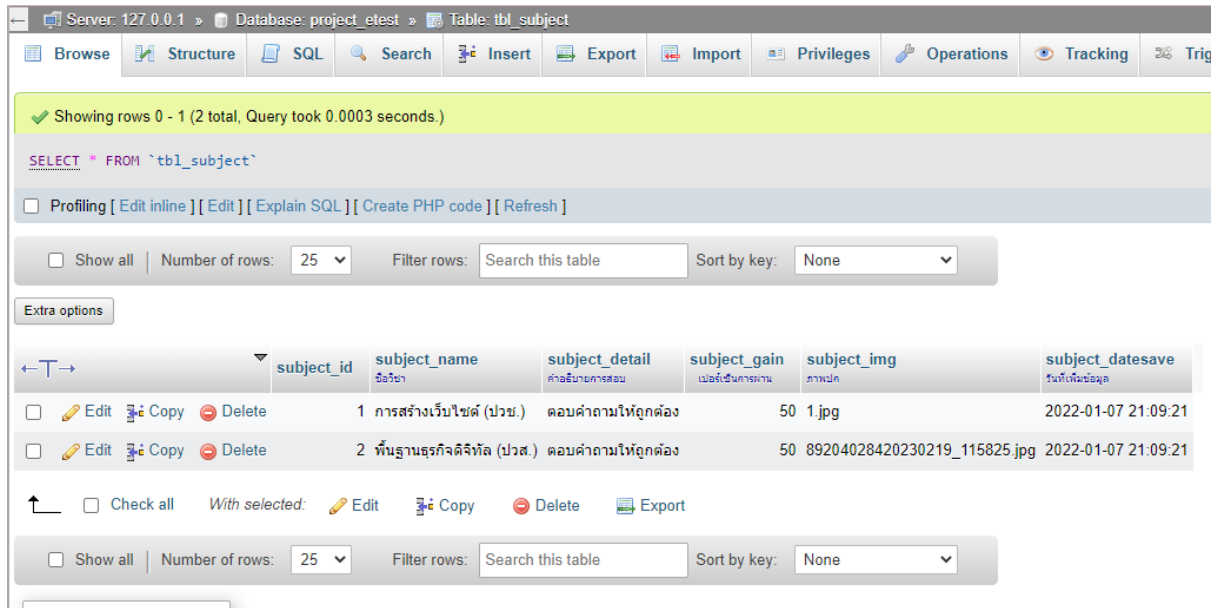 ← Server: 127.0.0.1 » Database: project_etest » Table: tbl_subject
Browse Structure SQL Search Insert Export Import Privileges Operations Tracking Trig
Showing rows 0 - 1 (2 total, Query took 0.0003 seconds.)
SELECT * FROM `tbl_subject`
Profiling [ Edit inline ] [ Edit ] [ Explain SQL ] [ Create PHP code ] [ Refresh ]
Show all | Number of rows: 25 Filter rows: Search this table Sort by key: None
Extra options
←T→ subject_id subject_name subject_detail subject_gain subject_img subject_datesave
ชื่อวิชา คำอธิบายการสอบ เปอร์เซ็นการผ่าน ภาพปก วันที่เพิ่มข้อมูล
Edit Copy Delete 1 การสร้างเว็บไซต์ (ปวช.) ตอบคำถามให้ถูกต้อง 50 1.jpg 2022-01-07 21:09:21
Edit Copy Delete 2 พื้นฐานธุรกิจดิจิทัล (ปวส.) ตอบคำถามให้ถูกต้อง 50 89204028420230219_115825.jpg 2022-01-07 21:09:21
Check all With selected: Edit Copy Delete Export
Show all | Number of rows: 25 Filter rows: Search this table Sort by key: None